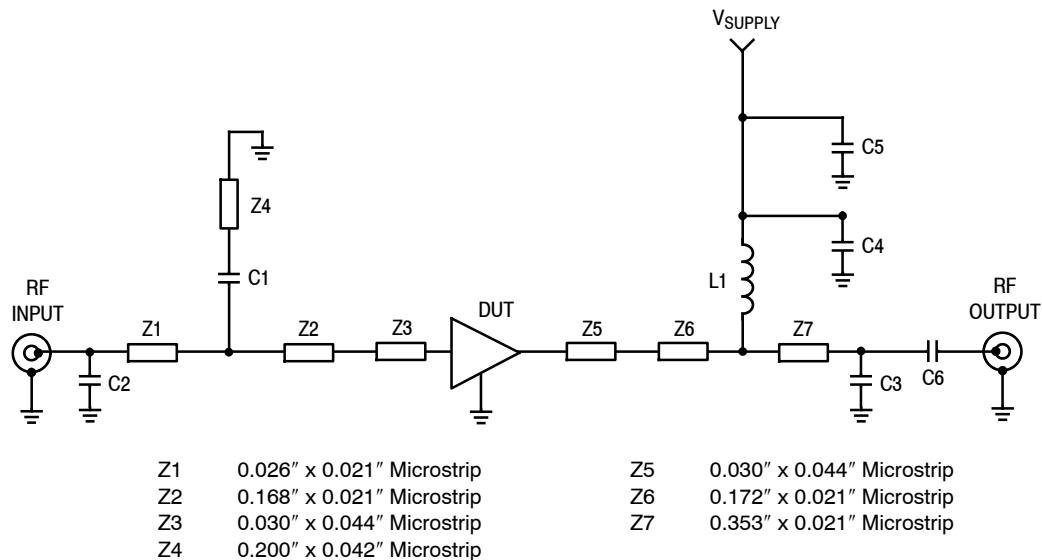 VSUPPLY
C5
Z4
C4
C1
L1
RF
INPUT
RF
OUTPUT
DUT
Z1
Z2
Z3
Z5
Z6
Z7
C2
C3
C6
Z1 0.026″ x 0.021″ Microstrip
Z2 0.168″ x 0.021″ Microstrip
Z3 0.030″ x 0.044″ Microstrip
Z4 0.200″ x 0.042″ Microstrip
Z5 0.030″ x 0.044″ Microstrip
Z6 0.172″ x 0.021″ Microstrip
Z7 0.353″ x 0.021″ Microstrip